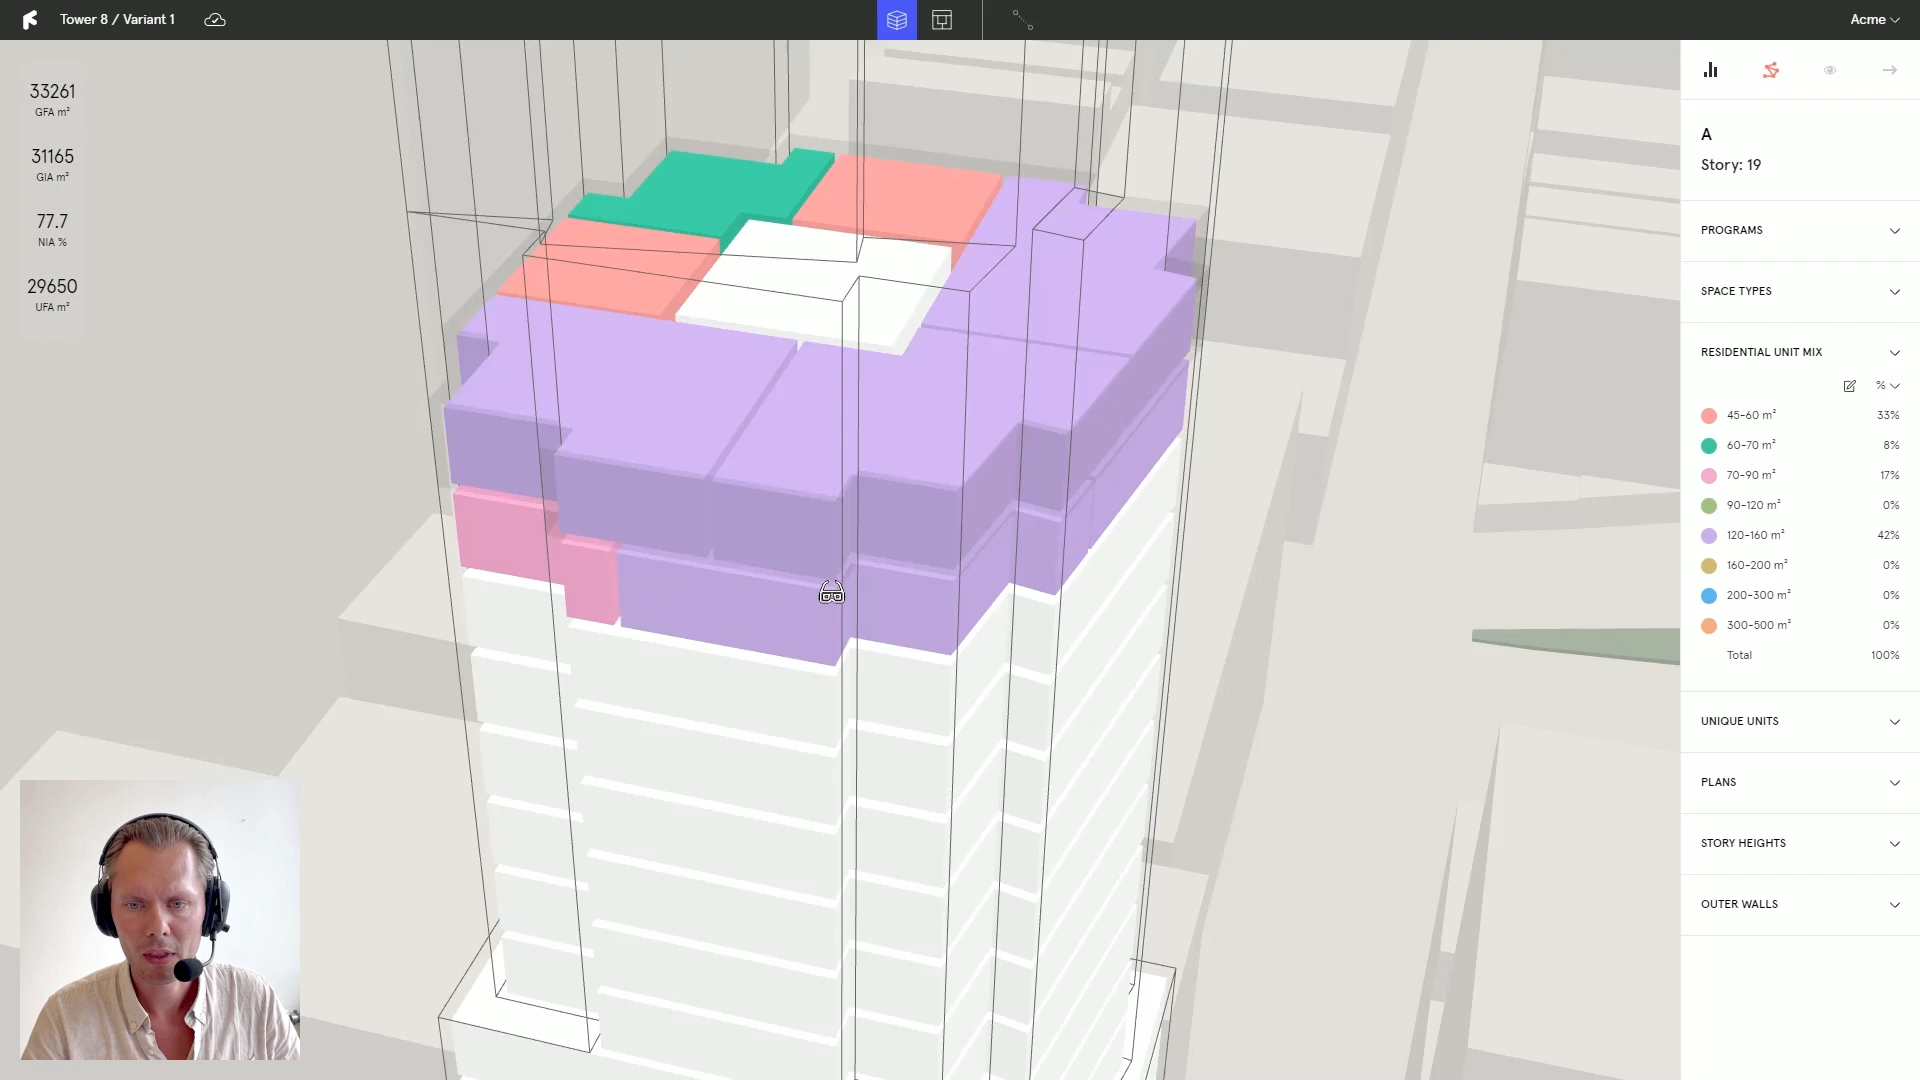 Tower 8 / Variant 1
Acme
33261
GFA m²
31165
GIA m²
77.7
NIA %
29650
UFA m²
A
Story: 19
PROGRAMS
SPACE TYPES
RESIDENTIAL UNIT MIX
%
45-60 m² 33%
60-70 m² 8%
70-90 m² 17%
90-120 m² 0%
120-160 m² 42%
160-200 m² 0%
200-300 m² 0%
300-500 m² 0%
Total 100%
UNIQUE UNITS
PLANS
STORY HEIGHTS
OUTER WALLS